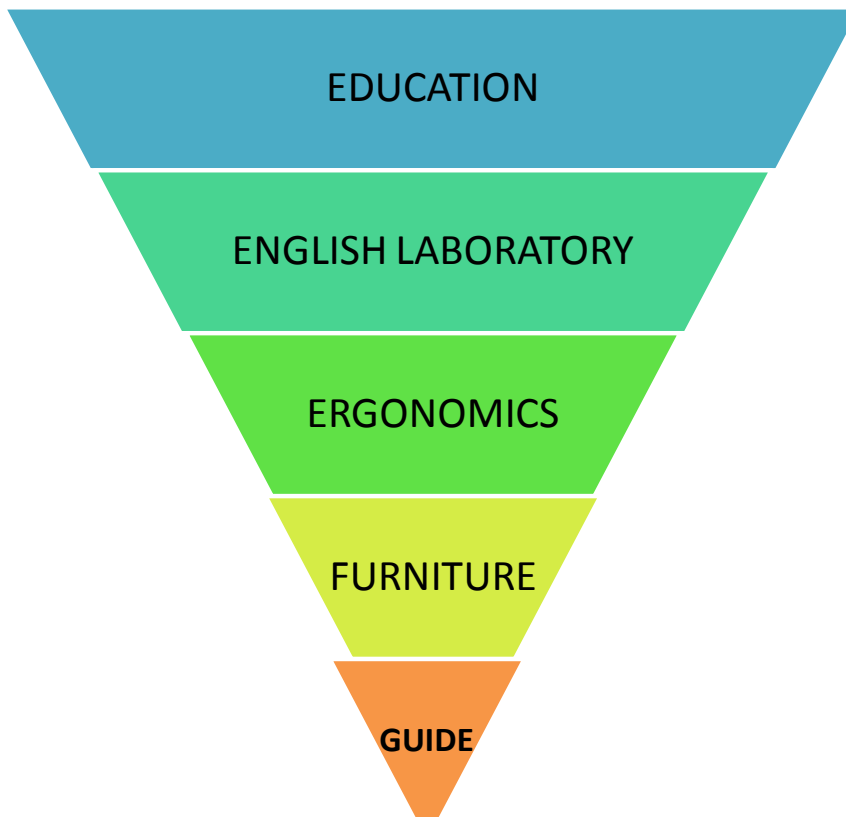 EDUCATION
ENGLISH LABORATORY
ERGONOMICS
FURNITURE
GUIDE